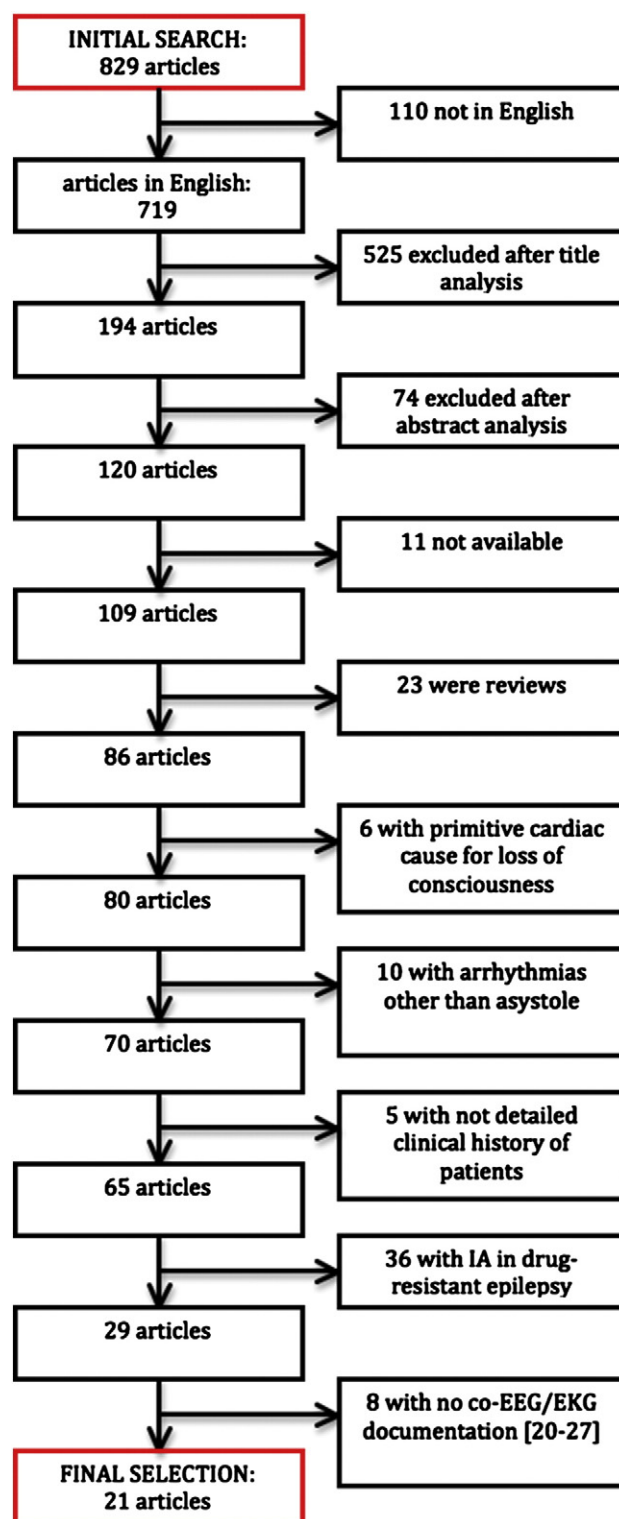 INITIAL SEARCH:
829 articles
110 not in English
articles in English:
719
525 excluded after title
analysis
194 articles
74 excluded after
abstract analysis
120 articles
11 not available
109 articles
23 were reviews
86 articles
6 with primitive cardiac
cause for loss of
consciousness
80 articles
10 with arrhythmias
other than asystole
70 articles
5 with not detailed
clinical history of
patients
65 articles
36 with IA in drug-
resistant epilepsy
29 articles
8 with no co-EEG/EKG
documentation [20-27]
FINAL SELECTION:
21 articles